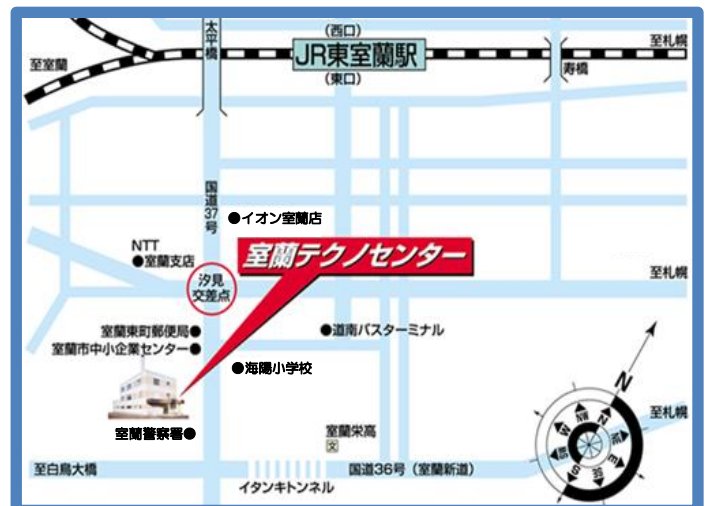 (西口)
JR東室蘭駅
(東口)
至札幌
至室蘭
太平橋
寿橋
国道37号
●イオン室蘭店
NTT
●室蘭支店
室蘭テクノセンター
汐見
交差点
至札幌
室蘭東町郵便局●
室蘭市中小企業センター●
●道南バスターミナル
●海陽小学校
室蘭警察署●
室蘭栄高
文
至札幌
至白鳥大橋
国道36号(室蘭新道)
イタンキトンネル
N
N
NE
E
SE
S
SW
W
NW